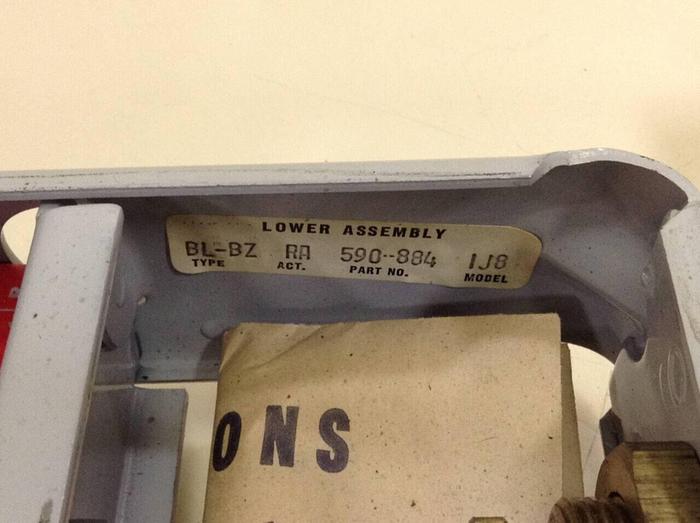 LOWER ASSEMBLY
BL-BZ RA 590-884 1J8
TYPE ACT. PART NO. MODEL
ONS